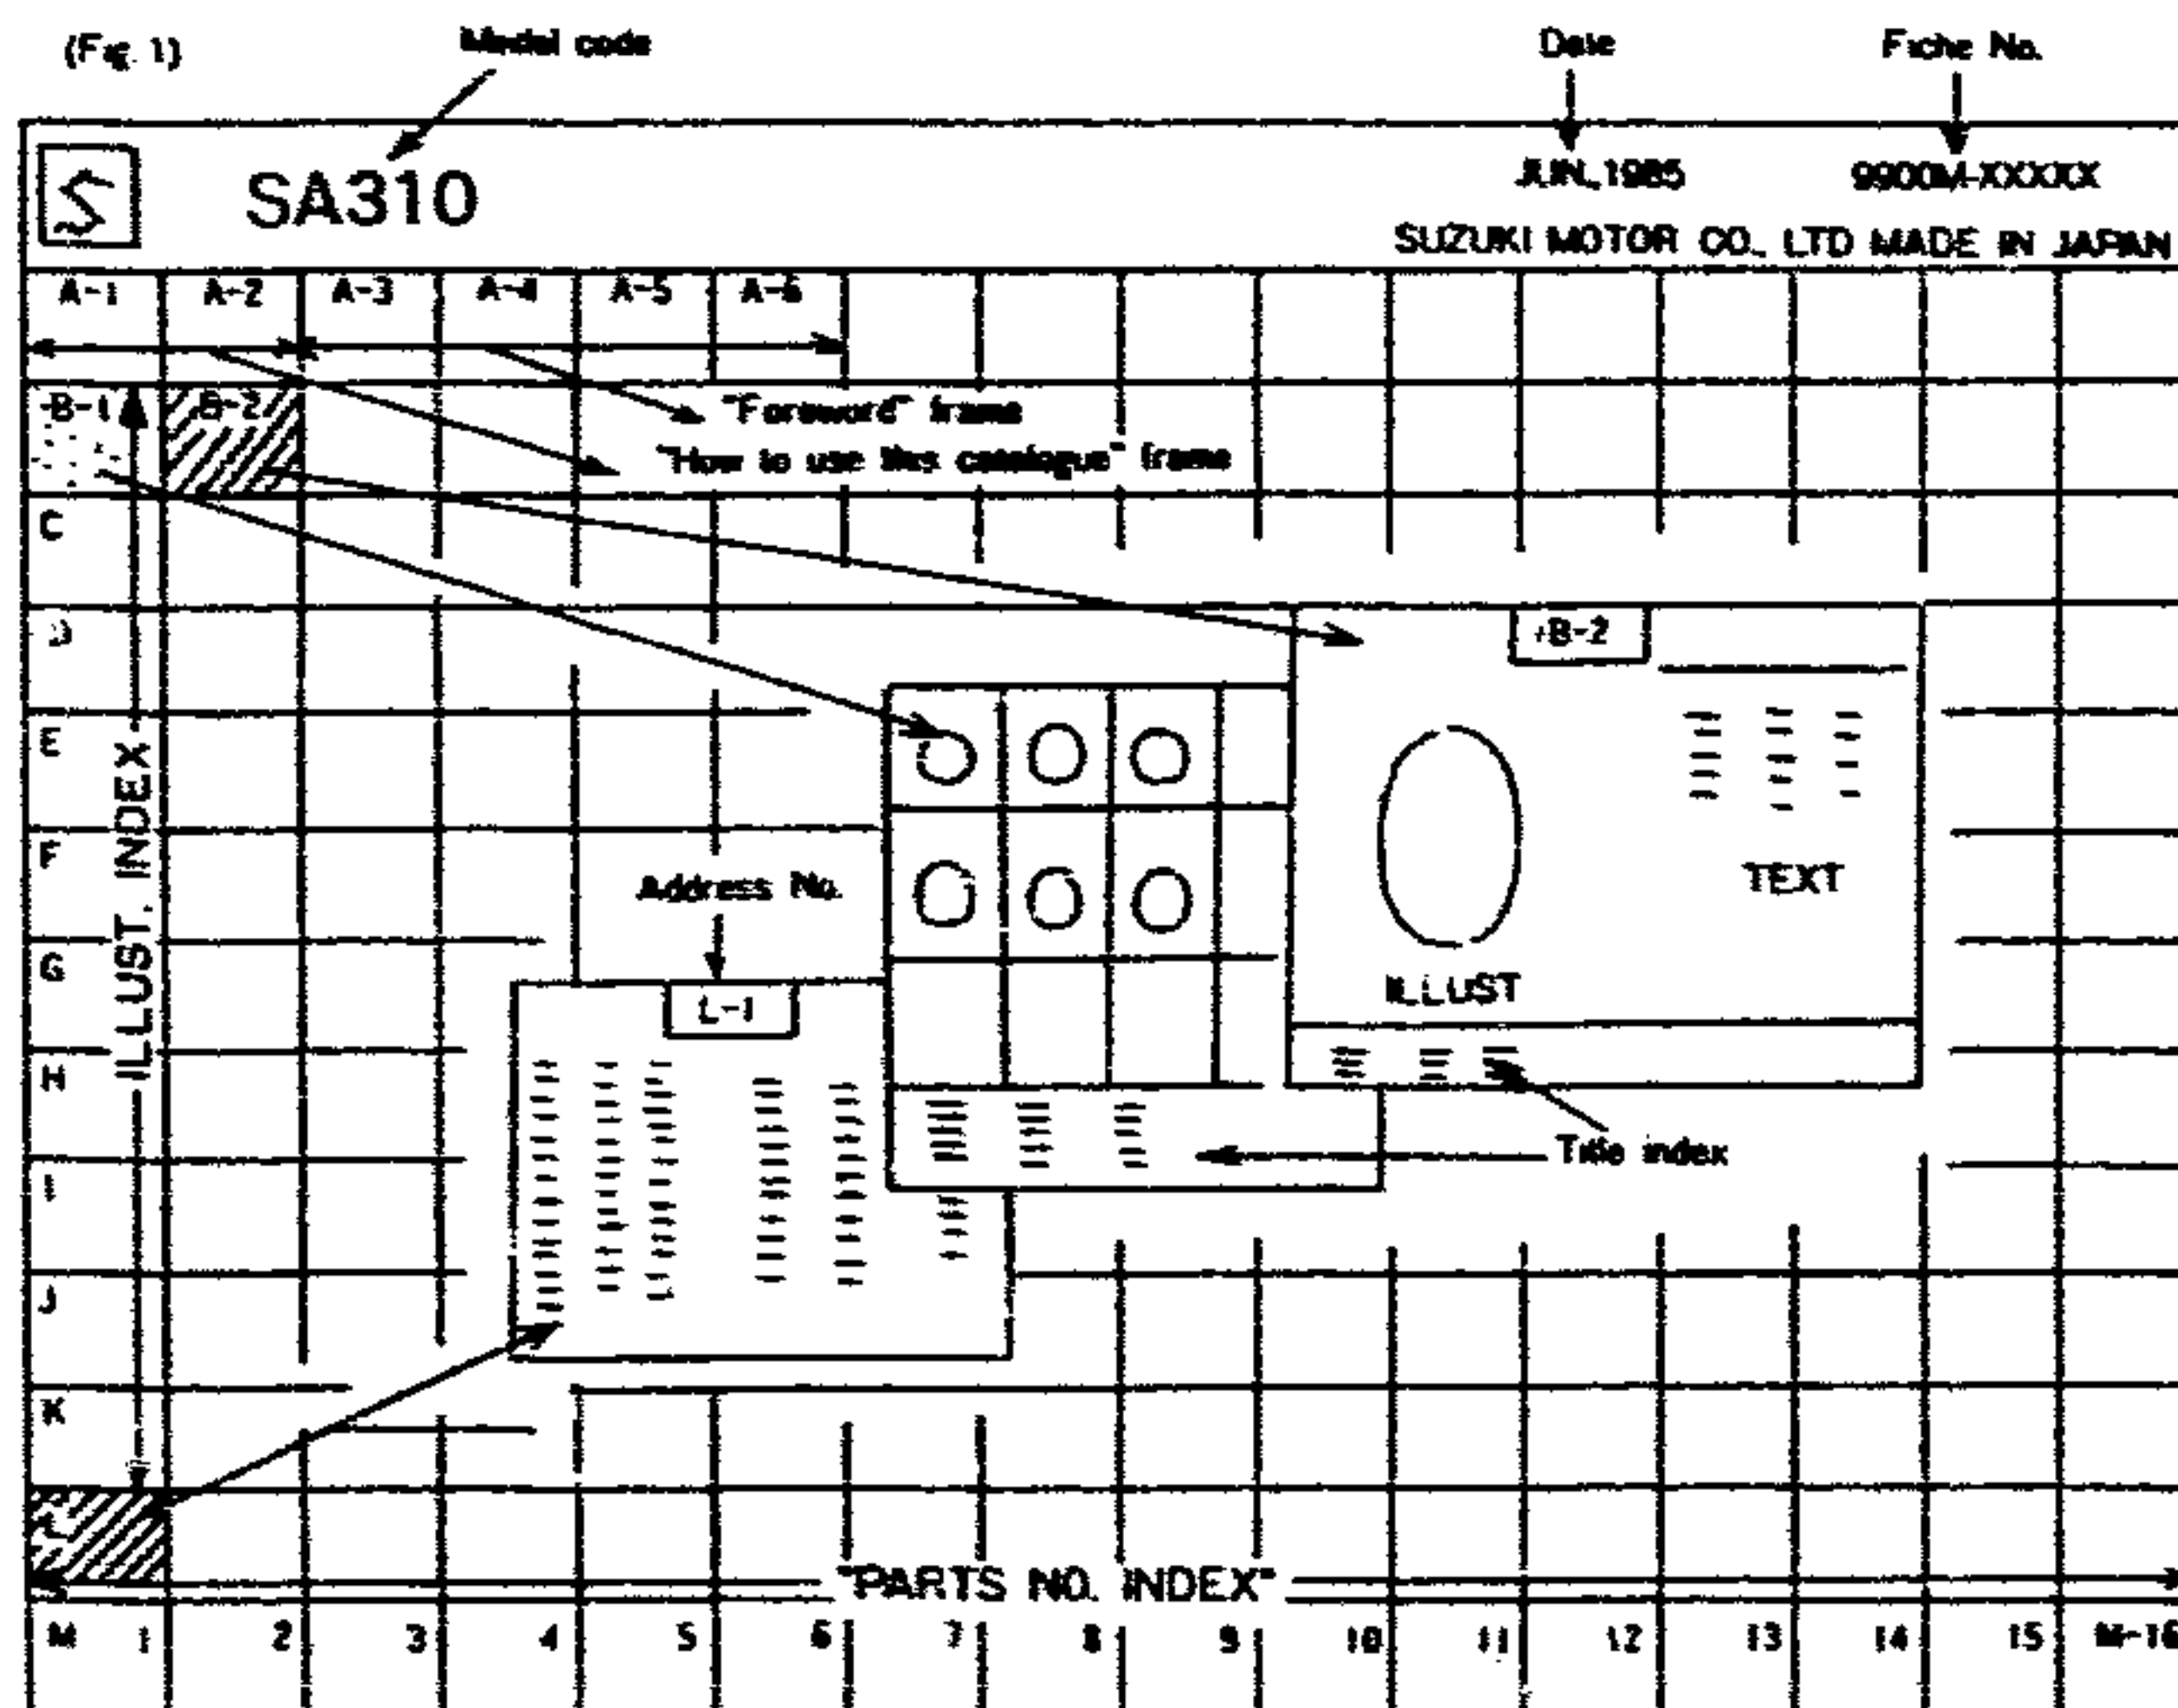 (Fig. 1)
Model code
Date
Fiche No.
SA310
JUN.,1985
9900M-XXXXX
SUZUKI MOTOR CO., LTD MADE IN JAPAN
A-1 A-2 A-3 A-4 A-5 A-6
B-1 B-2
"Foreword" frame
"How to use this catalogue" frame
C
D
B-2
E
F
TEXT
Address No.
G
ILLUST
L-1
ILLUST. INDEX
H
Title index
I
J
K
L
"PARTS NO. INDEX"
M 1 2 3 4 5 6 7 8 9 10 11 12 13 14 15 M-16